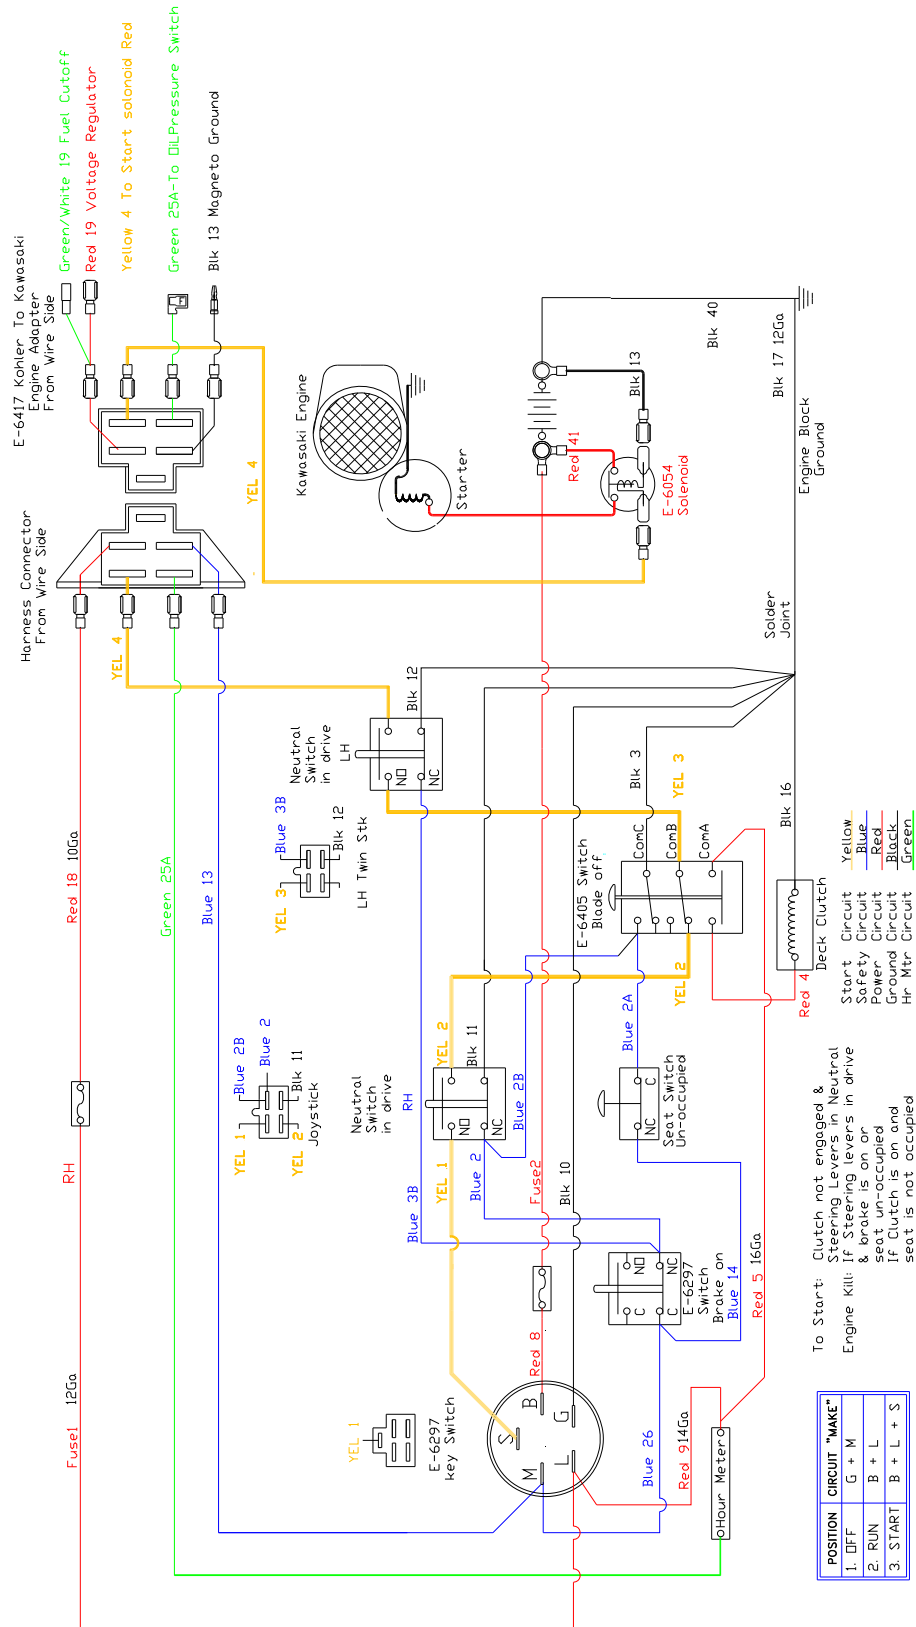 E-6417 Kohler To Kawasaki
Engine Adapter
From Wire Side
Green/White 19 Fuel Cutoff
Red 19 Voltage Regulator
Yellow 4 To Start solonoid Red
Green 25A-To OiLPressure Switch
Blk 13 Magneto Ground
Harness Connector
From Wire Side
YEL 4
YEL 4
Kawasaki Engine
Starter
Red 41
Blk 13
E-6054
Solenoid
Blk 40
Blk 17 12Ga
Engine Block
Ground
Solder
Joint
Red 18 10Ga
Green 25A
Blue 13
Neutral
Switch
in drive
LH
NO
NC
Blk 12
Blue 3B
Blk 12
YEL 3
LH Twin Stk
Blk 3
YEL 3
E-6405 Switch
Blade off
ComC
ComB
ComA
Blk 16
Deck Clutch
Red 4
YEL 2
Blue 2A
Blue 2B
Blue 2
Blk 11
YEL 1
YEL 2
Joystick
Neutral
Switch
in drive
RH
YEL 2
Blk 11
NO
NC
Blue 2B
Blue 2
YEL 1
Blue 3B
Seat Switch
Un-occupied
C
NC
Fuse2
Blk 10
RH
Fuse1
12Ga
NO
NC
C
C
E-6297
Switch
Brake on
Blue 14
Red 5 16Ga
Red 8
YEL 1
E-6297
key Switch
B
S
G
M
L
Blue 26
Red 9
14Ga
Hour Meter
Start Circuit Yellow
Safety Circuit Blue
Power Circuit Red
Ground Circuit Black
Hr Mtr Circuit Green
To Start: Clutch not engaged &
Steering Levers in Neutral
Engine Kill: If Steering levers in drive
& brake is on or
seat un-occupied
If Clutch is on and
seat is not occupied
POSITION CIRCUIT "MAKE"
1. OFF G + M
2. RUN B + L
3. START B + L + S